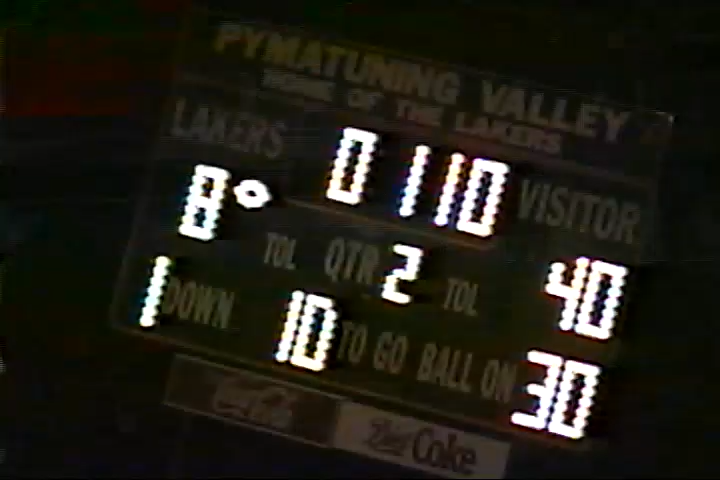 PYMATUNING VALLEY
HOME OF THE LAKERS
LAKERS 01 10 VISITOR
8 TOL QTR 2 TOL 40
1 DOWN 10 TO GO BALL ON 30
Coca-Cola diet Coke